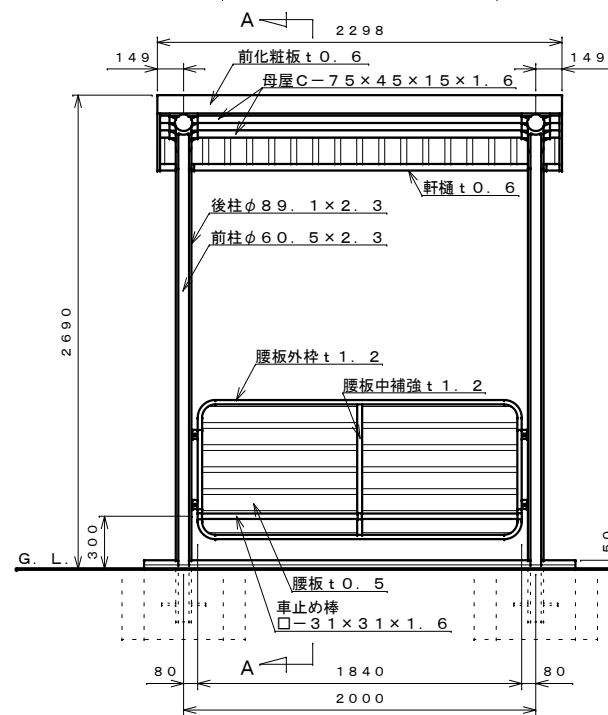 A
2298
149
149
前化粧板t0.6
母屋C-75×45×15×1.6
軒樋t0.6
後柱φ89.1×2.3
前柱φ60.5×2.3
2690
腰板外枠t1.2
腰板中補強t1.2
300
G.L.
50
腰板t0.5
車止め棒
□-31×31×1.6
A
80
1840
80
2000